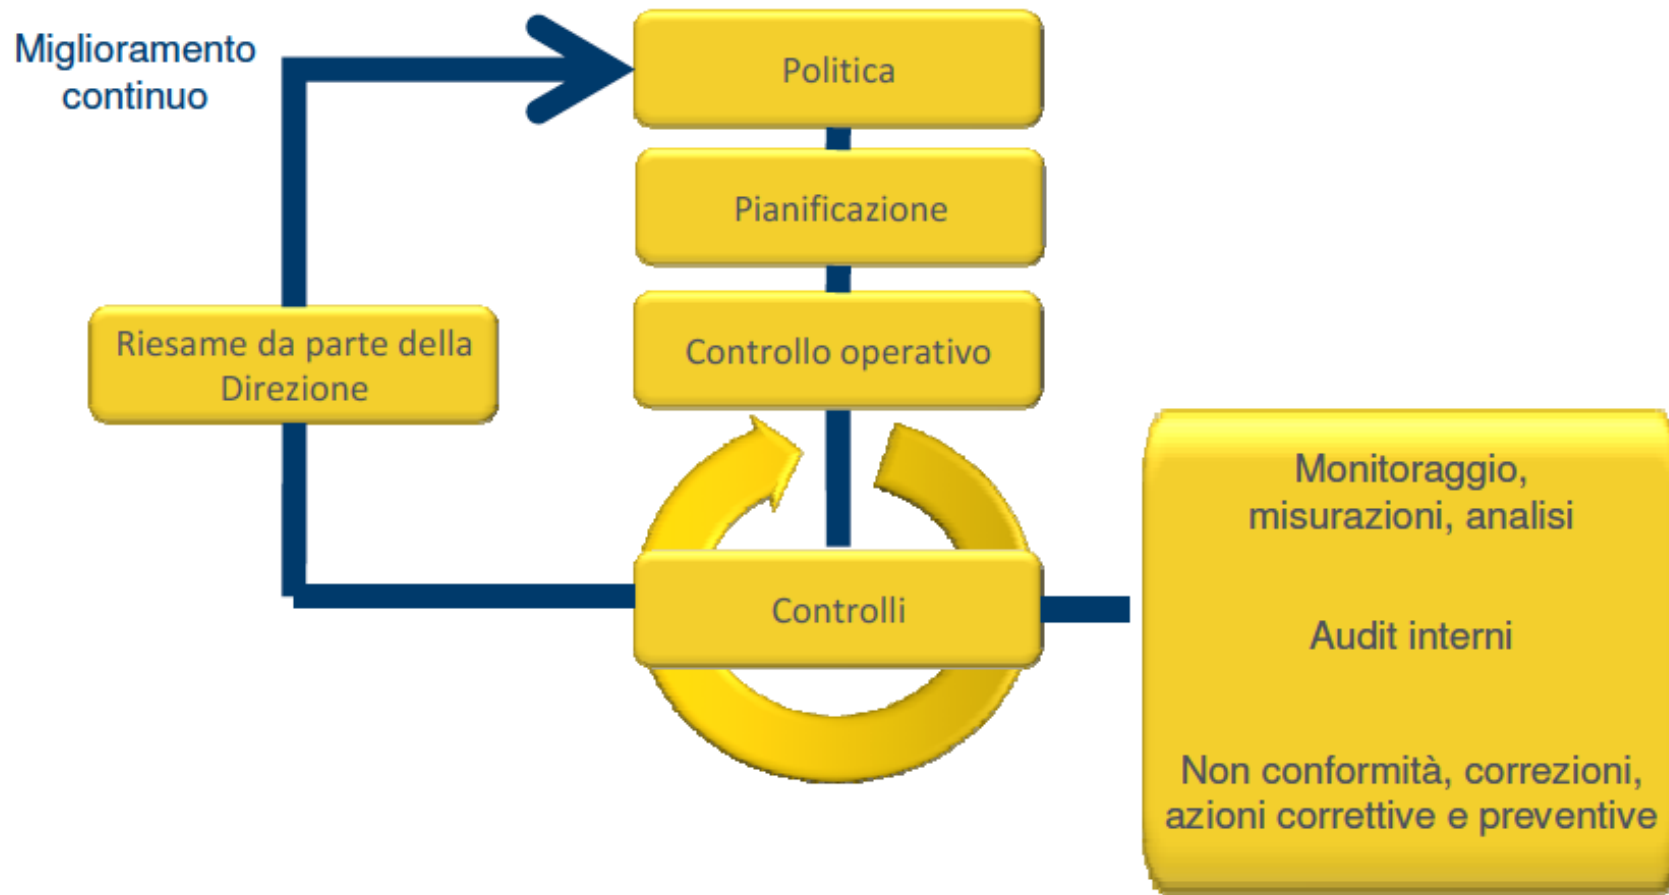 Miglioramento
continuo
Politica
Pianificazione
Riesame da parte della
Direzione
Controllo operativo
Controlli
Monitoraggio,
misurazioni, analisi
Audit interni
Non conformità, correzioni,
azioni correttive e preventive